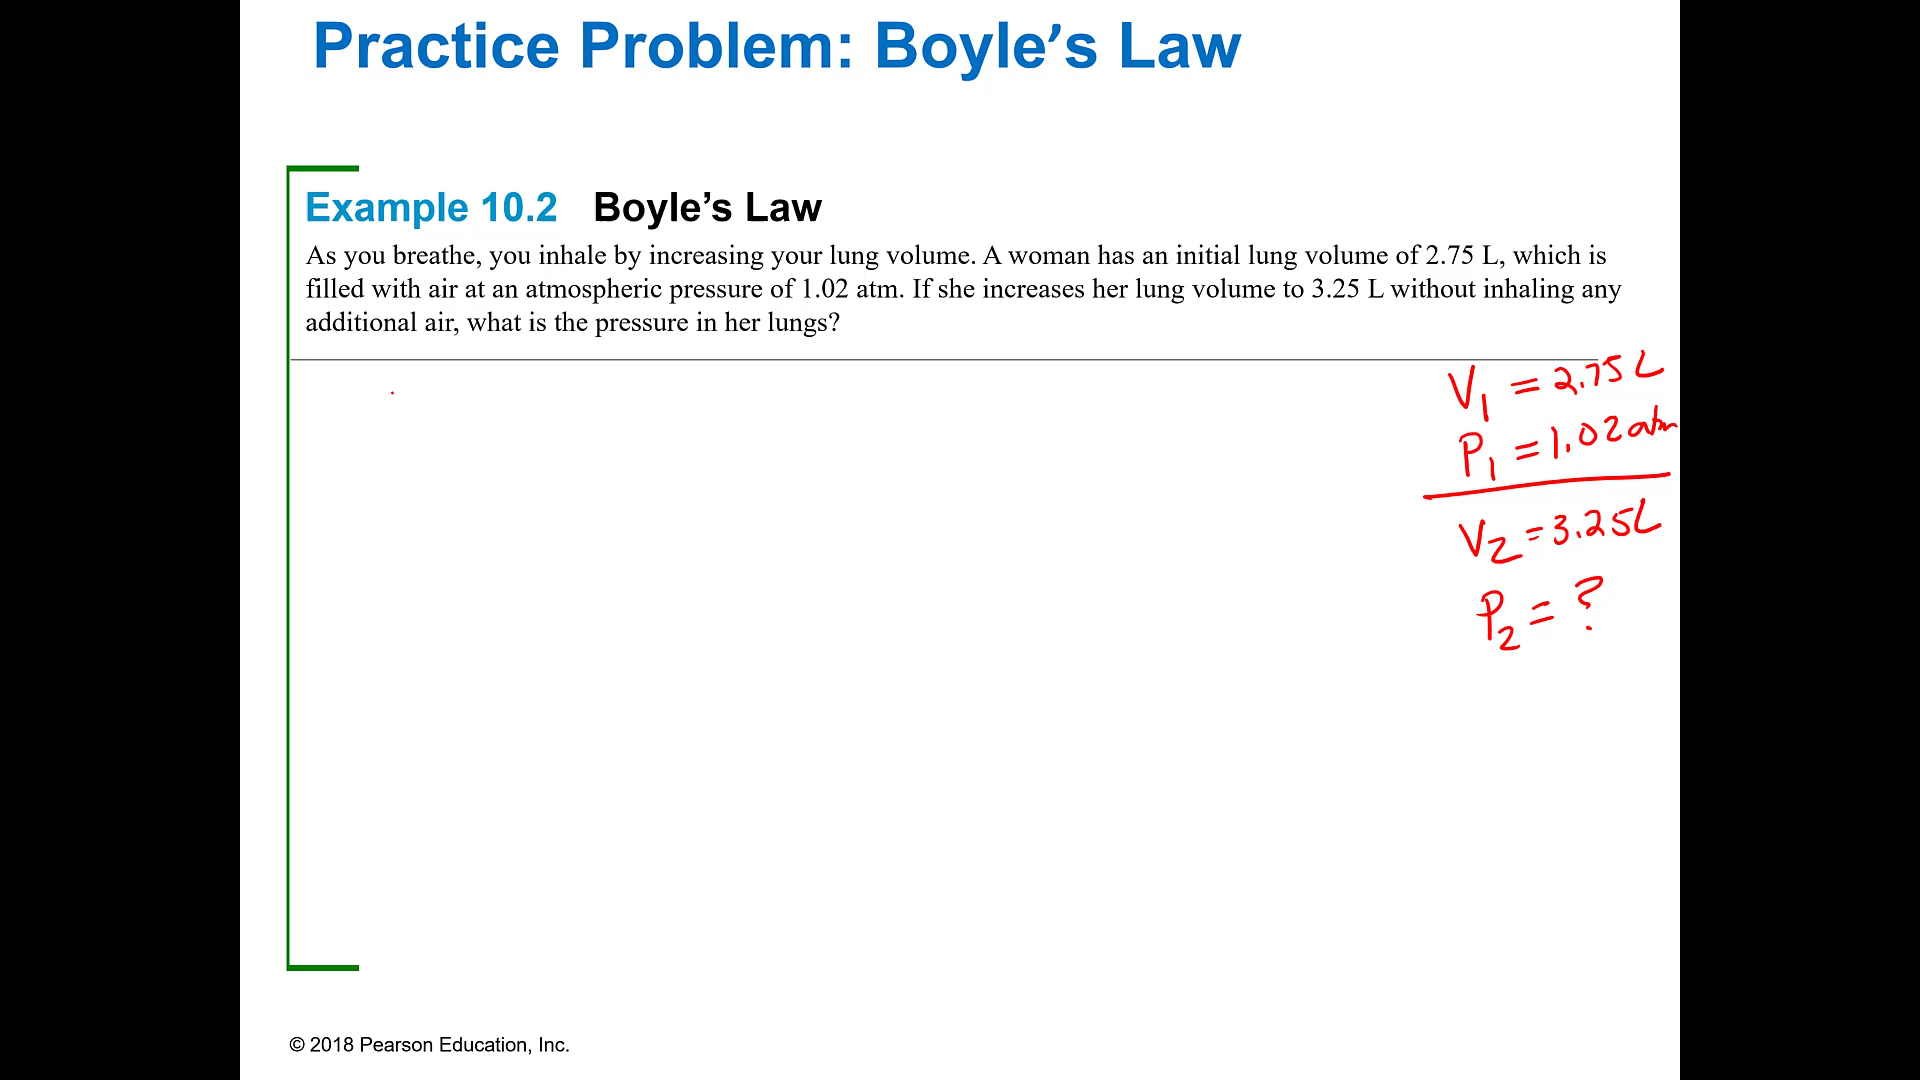 Practice Problem: Boyle’s Law
Example 10.2 Boyle’s Law
As you breathe, you inhale by increasing your lung volume. A woman has an initial lung volume of 2.75 L, which is
filled with air at an atmospheric pressure of 1.02 atm. If she increases her lung volume to 3.25 L without inhaling any
additional air, what is the pressure in her lungs?
V₁ = 2.75 L
P₁ = 1.02 atm
V₂ = 3.25 L
P₂ = ?
© 2018 Pearson Education, Inc.